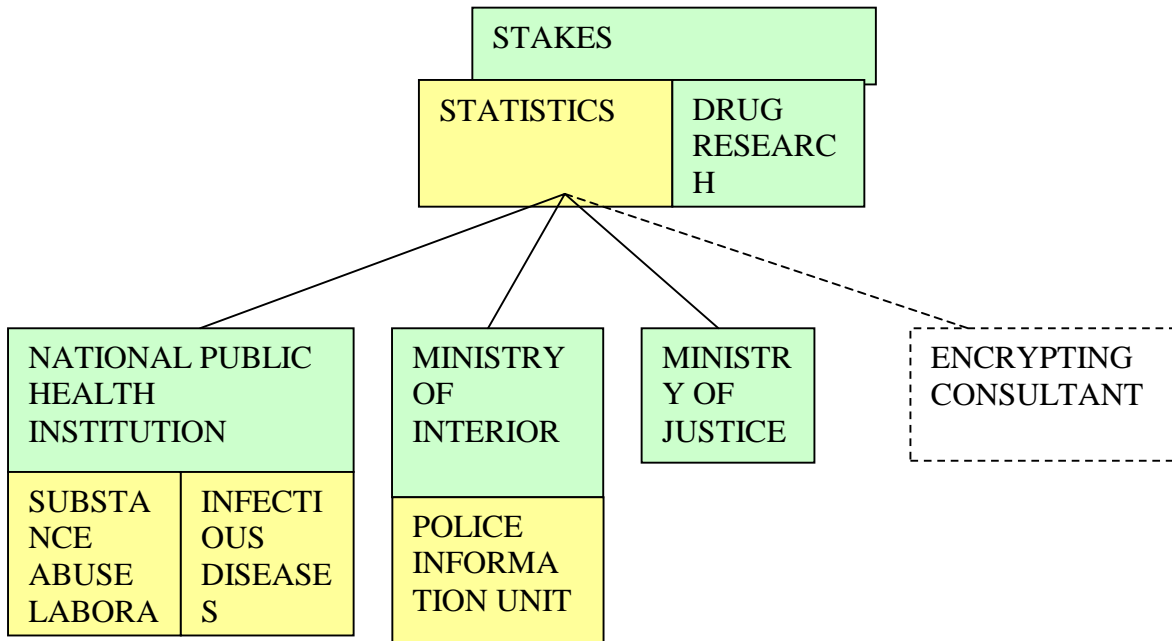 STAKES
STATISTICS
DRUG
RESEARC
H
NATIONAL PUBLIC
HEALTH
INSTITUTION
MINISTRY
OF
INTERIOR
MINISTR
Y OF
JUSTICE
ENCRYPTING
CONSULTANT
SUBSTA
NCE
ABUSE
LABORA
INFECTI
OUS
DISEASE
S
POLICE
INFORMA
TION UNIT